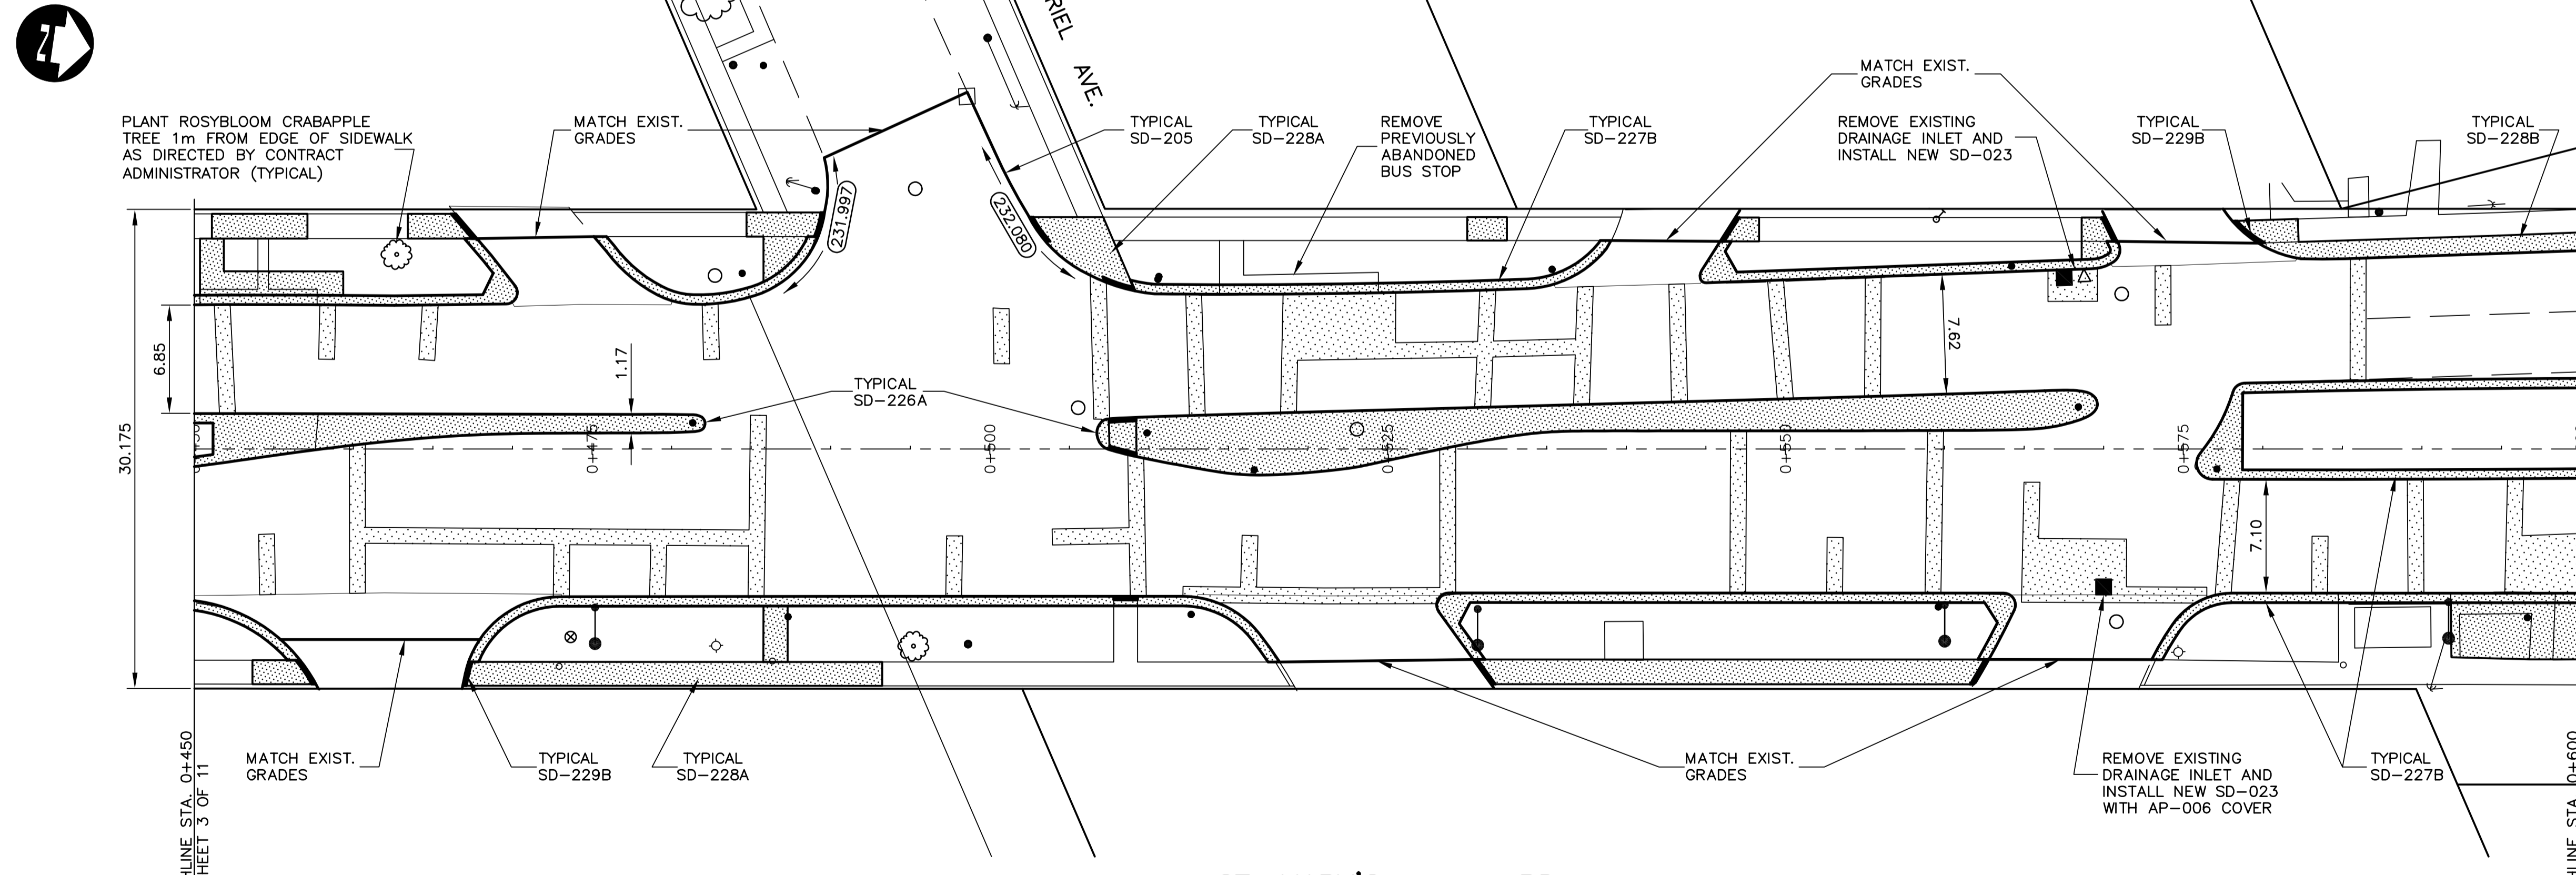 N
RIEL AVE.
PLANT ROSYBLOOM CRABAPPLE
TREE 1m FROM EDGE OF SIDEWALK
AS DIRECTED BY CONTRACT
ADMINISTRATOR (TYPICAL)
MATCH EXIST.
GRADES
TYPICAL
SD-205
TYPICAL
SD-228A
REMOVE
PREVIOUSLY
ABANDONED
BUS STOP
TYPICAL
SD-227B
MATCH EXIST.
GRADES
REMOVE EXISTING
DRAINAGE INLET AND
INSTALL NEW SD-023
TYPICAL
SD-229B
TYPICAL
SD-228B
231.997
232.080
30.175
6.85
1.17
TYPICAL
SD-226A
7.62
7.10
0+475
0+500
0+525
0+550
0+575
MATCH EXIST.
GRADES
TYPICAL
SD-229B
TYPICAL
SD-228A
MATCH EXIST.
GRADES
REMOVE EXISTING
DRAINAGE INLET AND
INSTALL NEW SD-023
WITH AP-006 COVER
TYPICAL
SD-227B
HLINE STA. 0+450
HEET 3 OF 11
HLINE STA. 0+600